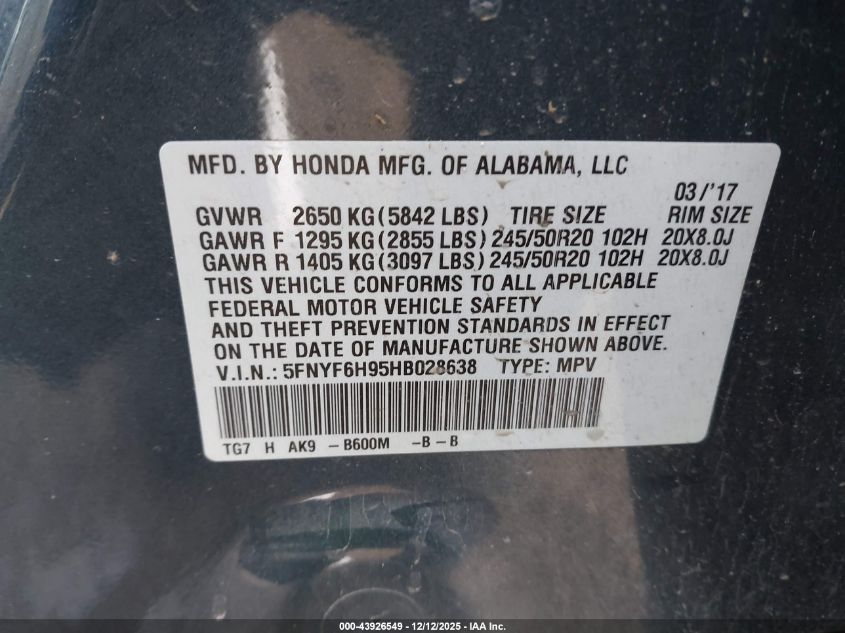 MFD. BY HONDA MFG. OF ALABAMA, LLC
03/'17
GVWR 2650 KG(5842 LBS) TIRE SIZE RIM SIZE
GAWR F 1295 KG(2855 LBS) 245/50R20 102H 20X8.0J
GAWR R 1405 KG(3097 LBS) 245/50R20 102H 20X8.0J
THIS VEHICLE CONFORMS TO ALL APPLICABLE
FEDERAL MOTOR VEHICLE SAFETY
AND THEFT PREVENTION STANDARDS IN EFFECT
ON THE DATE OF MANUFACTURE SHOWN ABOVE.
V.I.N.: 5FNYF6H95HB028638 TYPE: MPV
TG7 H AK9 -B600M -B-B
000-43926549 - 12/12/2025 - IAA Inc.